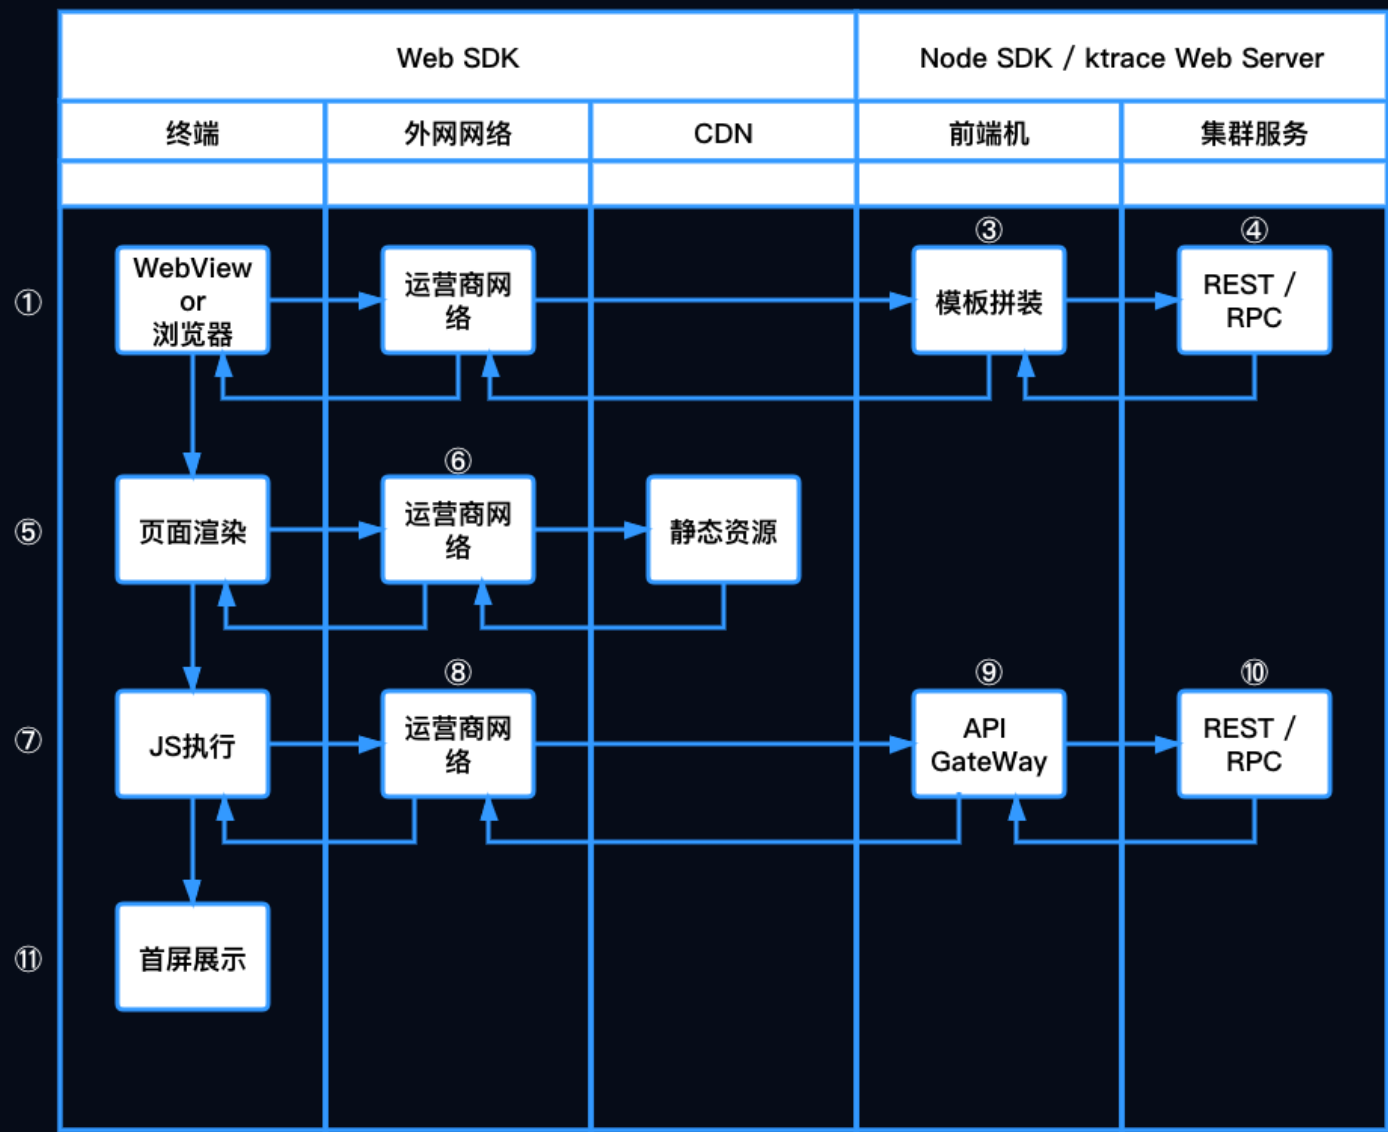 Web SDK
Node SDK / ktrace Web Server
终端
外网网络
CDN
前端机
集群服务
③
④
①
WebView
or
浏览器
运营商网
络
模板拼装
REST /
RPC
⑥
⑤
页面渲染
运营商网
络
静态资源
⑧
⑨
⑩
⑦
JS执行
运营商网
络
API
GateWay
REST /
RPC
⑪
首屏展示